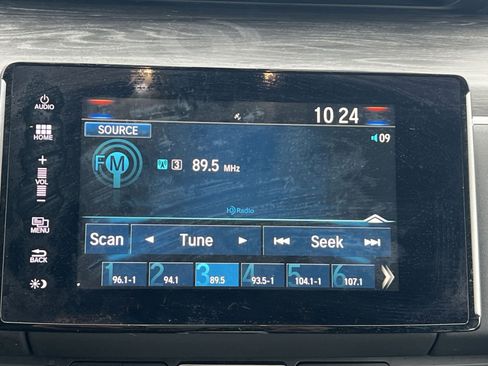 AUDIO
10 24
SOURCE
09
HOME
FM
3 89.5 MHz
VOL
HD Radio
MENU
Scan Tune Seek
BACK
1 2 3 4 5 6
96.1-1 94.1 89.5 93.5-1 104.1-1 107.1